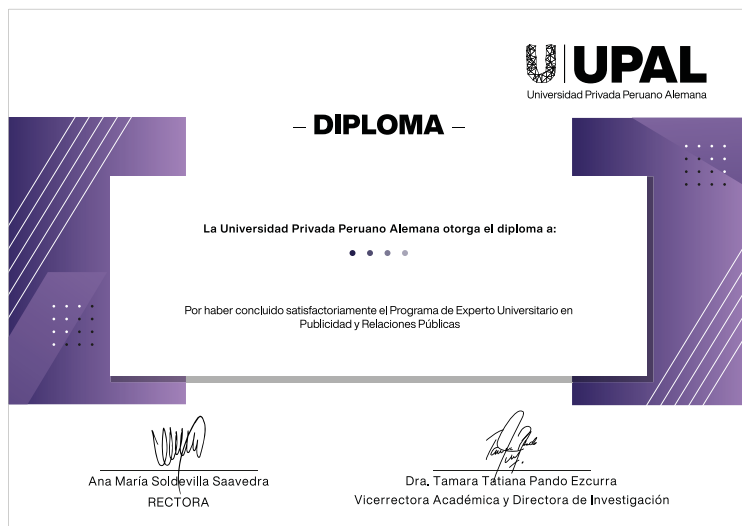 UPAL
Universidad Privada Peruano Alemana
– DIPLOMA –
La Universidad Privada Peruano Alemana otorga el diploma a:
Por haber concluido satisfactoriamente el Programa de Experto Universitario en
Publicidad y Relaciones Públicas
Ana María Soldevilla Saavedra
RECTORA
Dra. Tamara Tatiana Pando Ezcurra
Vicerrectora Académica y Directora de Investigación